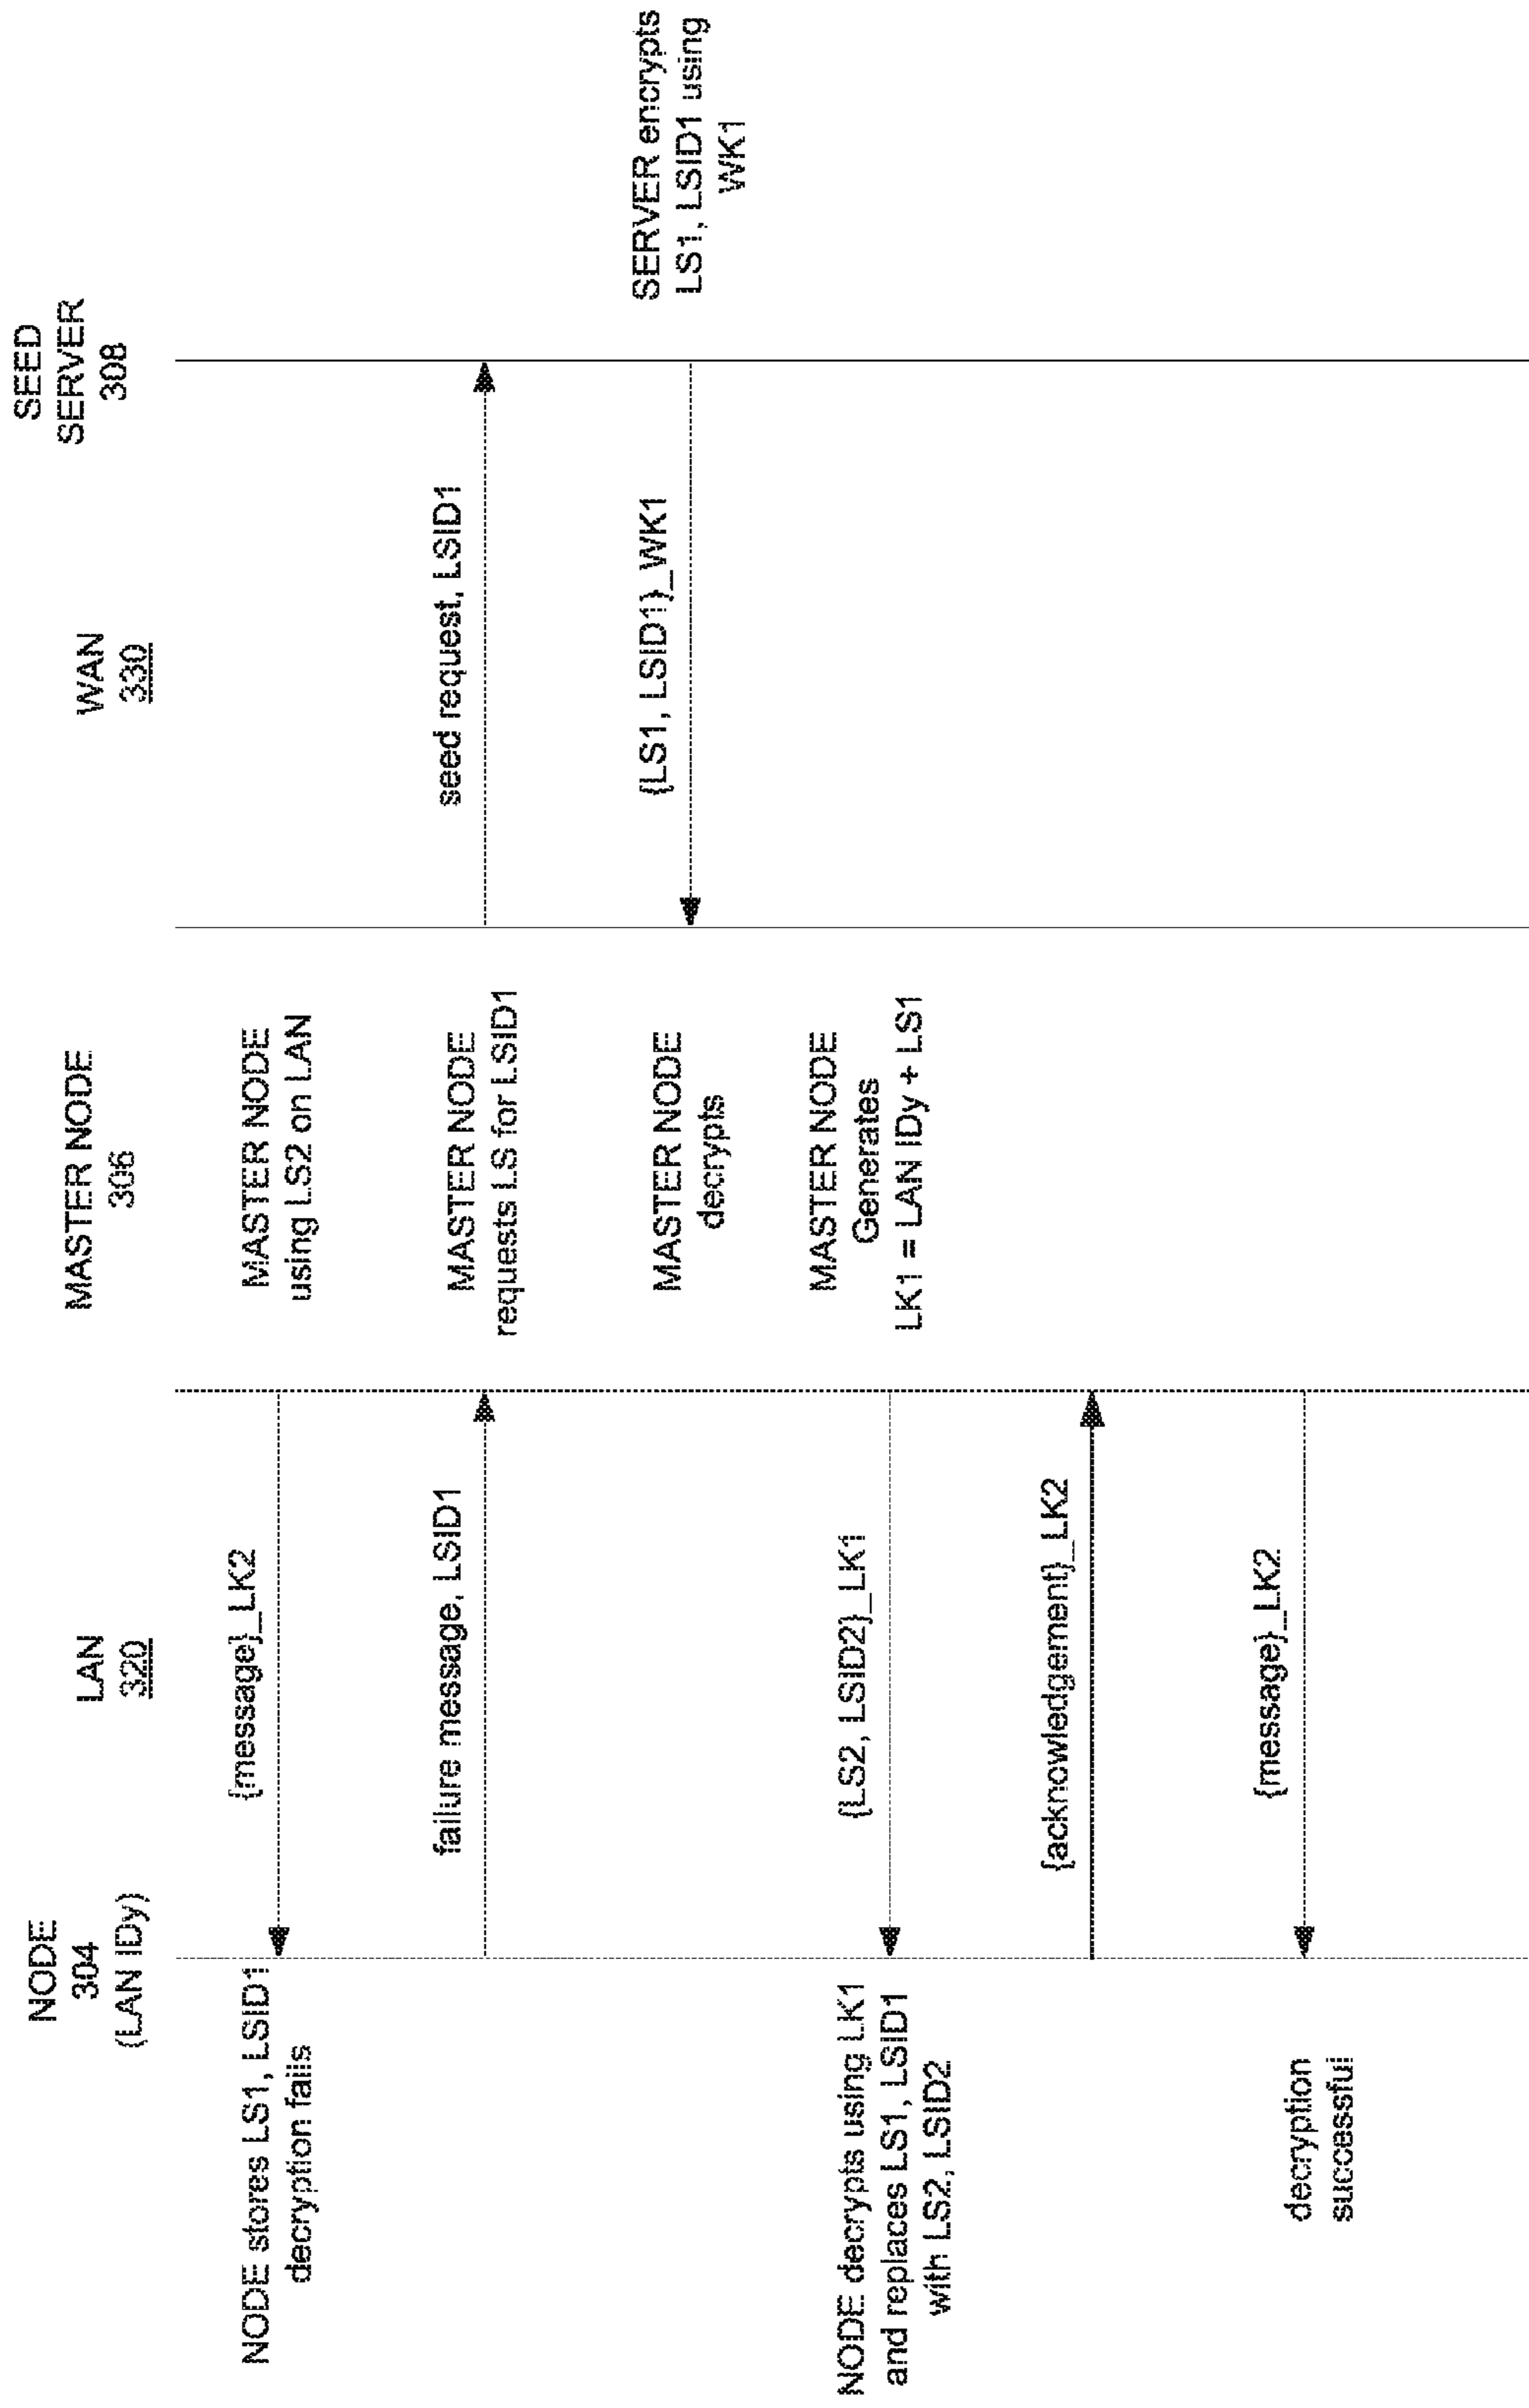 NODE
304
(LAN IDy)
LAN
320
MASTER NODE
306
WAN
330
SEED
SERVER
308
NODE stores LS1, LSID1
decryption fails
{message}_LK2
MASTER NODE
using LS2 on LAN
failure message, LSID1
MASTER NODE
requests LS for LSID1
seed request, LSID1
MASTER NODE
decrypts
{LS1, LSID1}_WK1
SERVER encrypts
LS1, LSID1 using
WK1
MASTER NODE
Generates
LK1 = LAN IDy + LS1
NODE decrypts using LK1
and replaces LS1, LSID1
with LS2, LSID2
{LS2, LSID2}_LK1
{acknowledgement}_LK2
decryption
successful
{message}_LK2